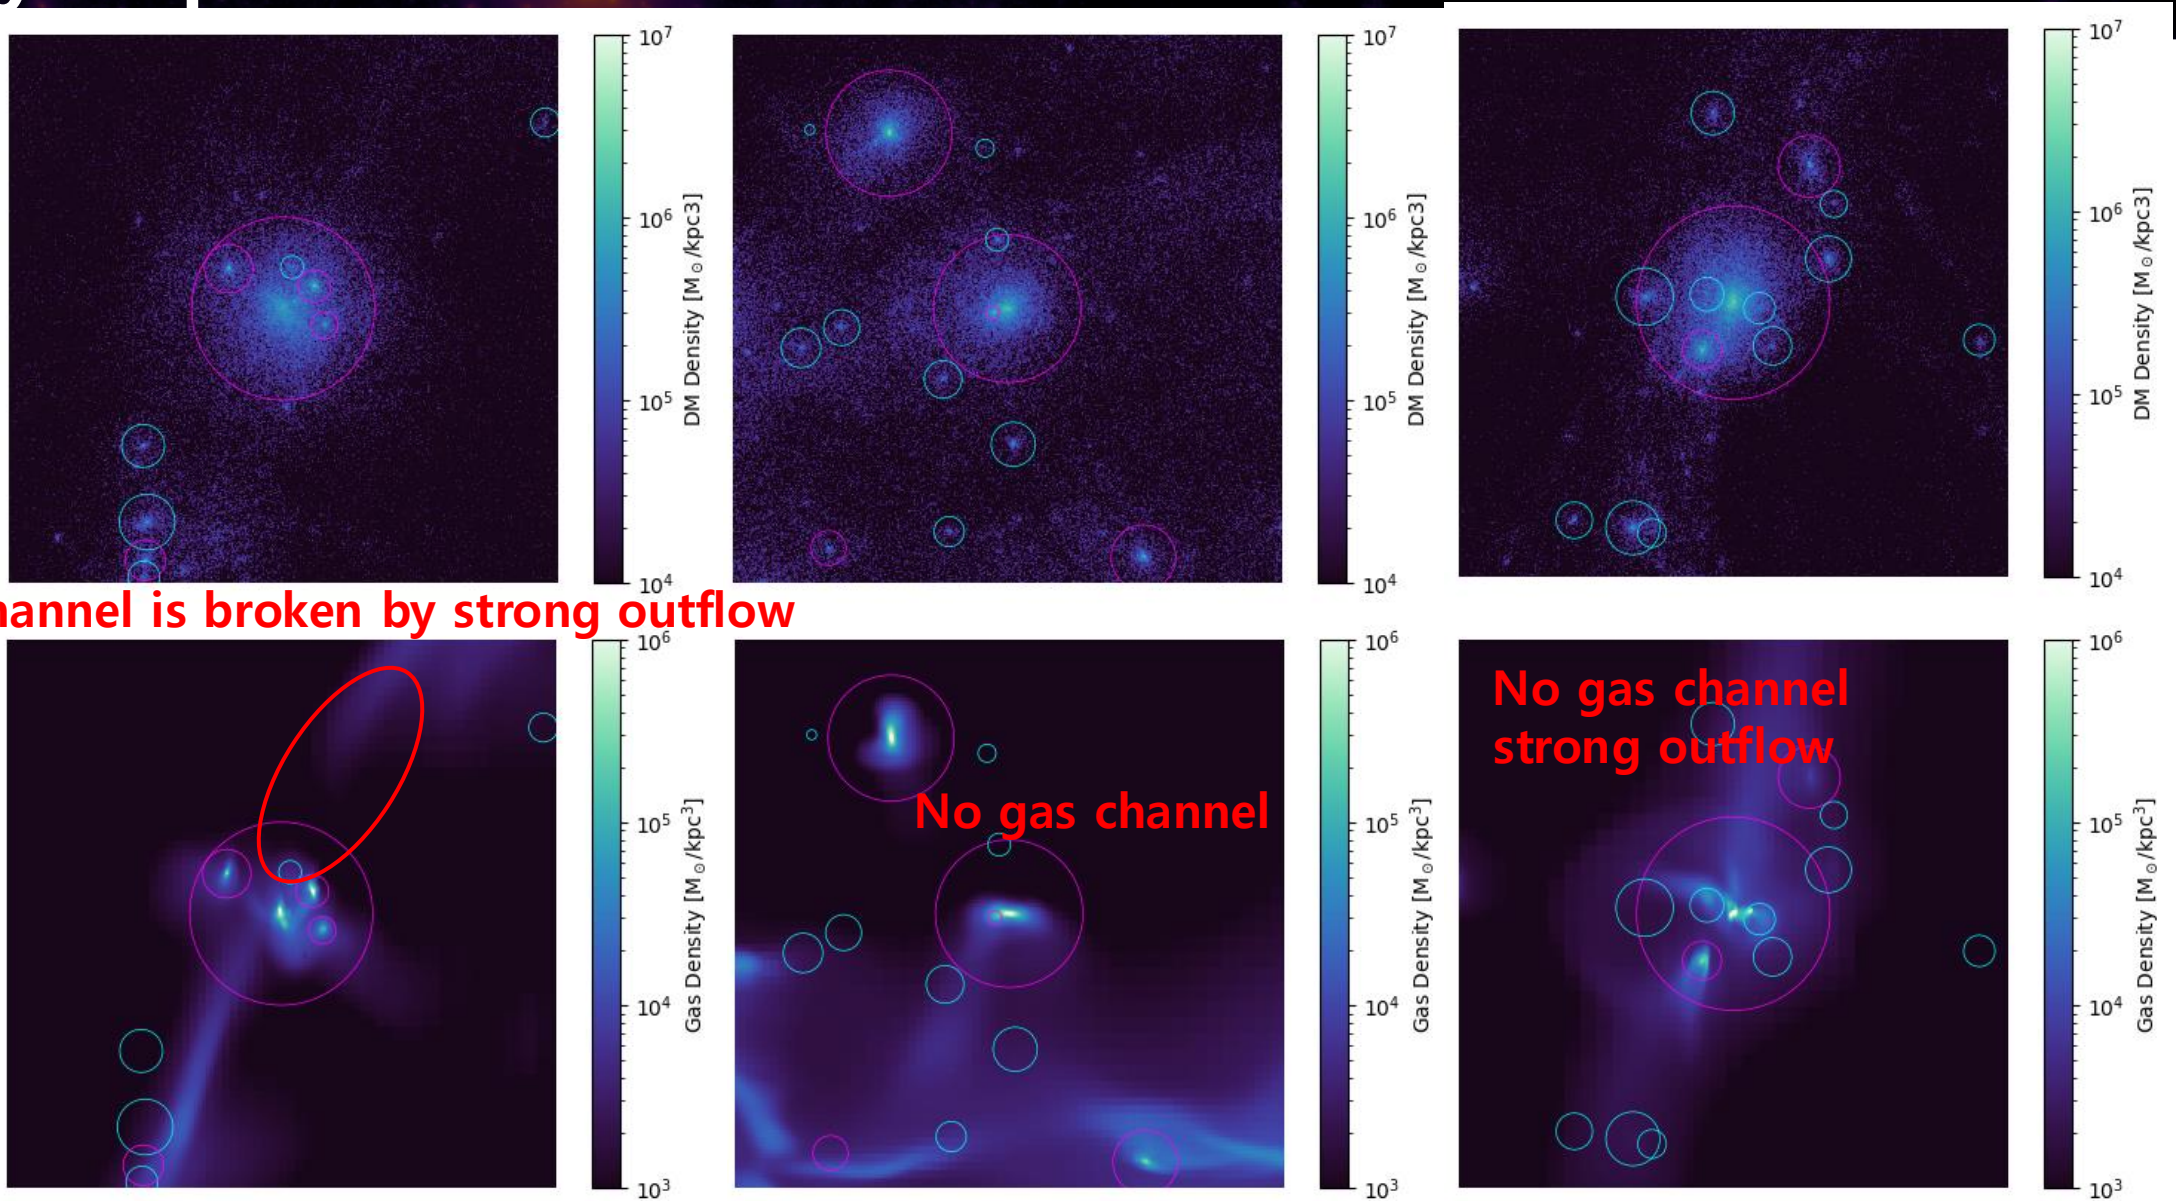 10⁷
10⁶
10⁵
10⁴
DM Density [M☉/kpc3]
10⁷
10⁶
10⁵
10⁴
DM Density [M☉/kpc3]
10⁷
10⁶
10⁵
10⁴
DM Density [M☉/kpc3]
is broken by strong outflow
10⁶
10⁵
10⁴
10³
Gas Density [M☉/kpc³]
No gas channel
10⁶
10⁵
10⁴
10³
Gas Density [M☉/kpc³]
No gas channel
strong outflow
10⁶
10⁵
10⁴
10³
Gas Density [M☉/kpc³]